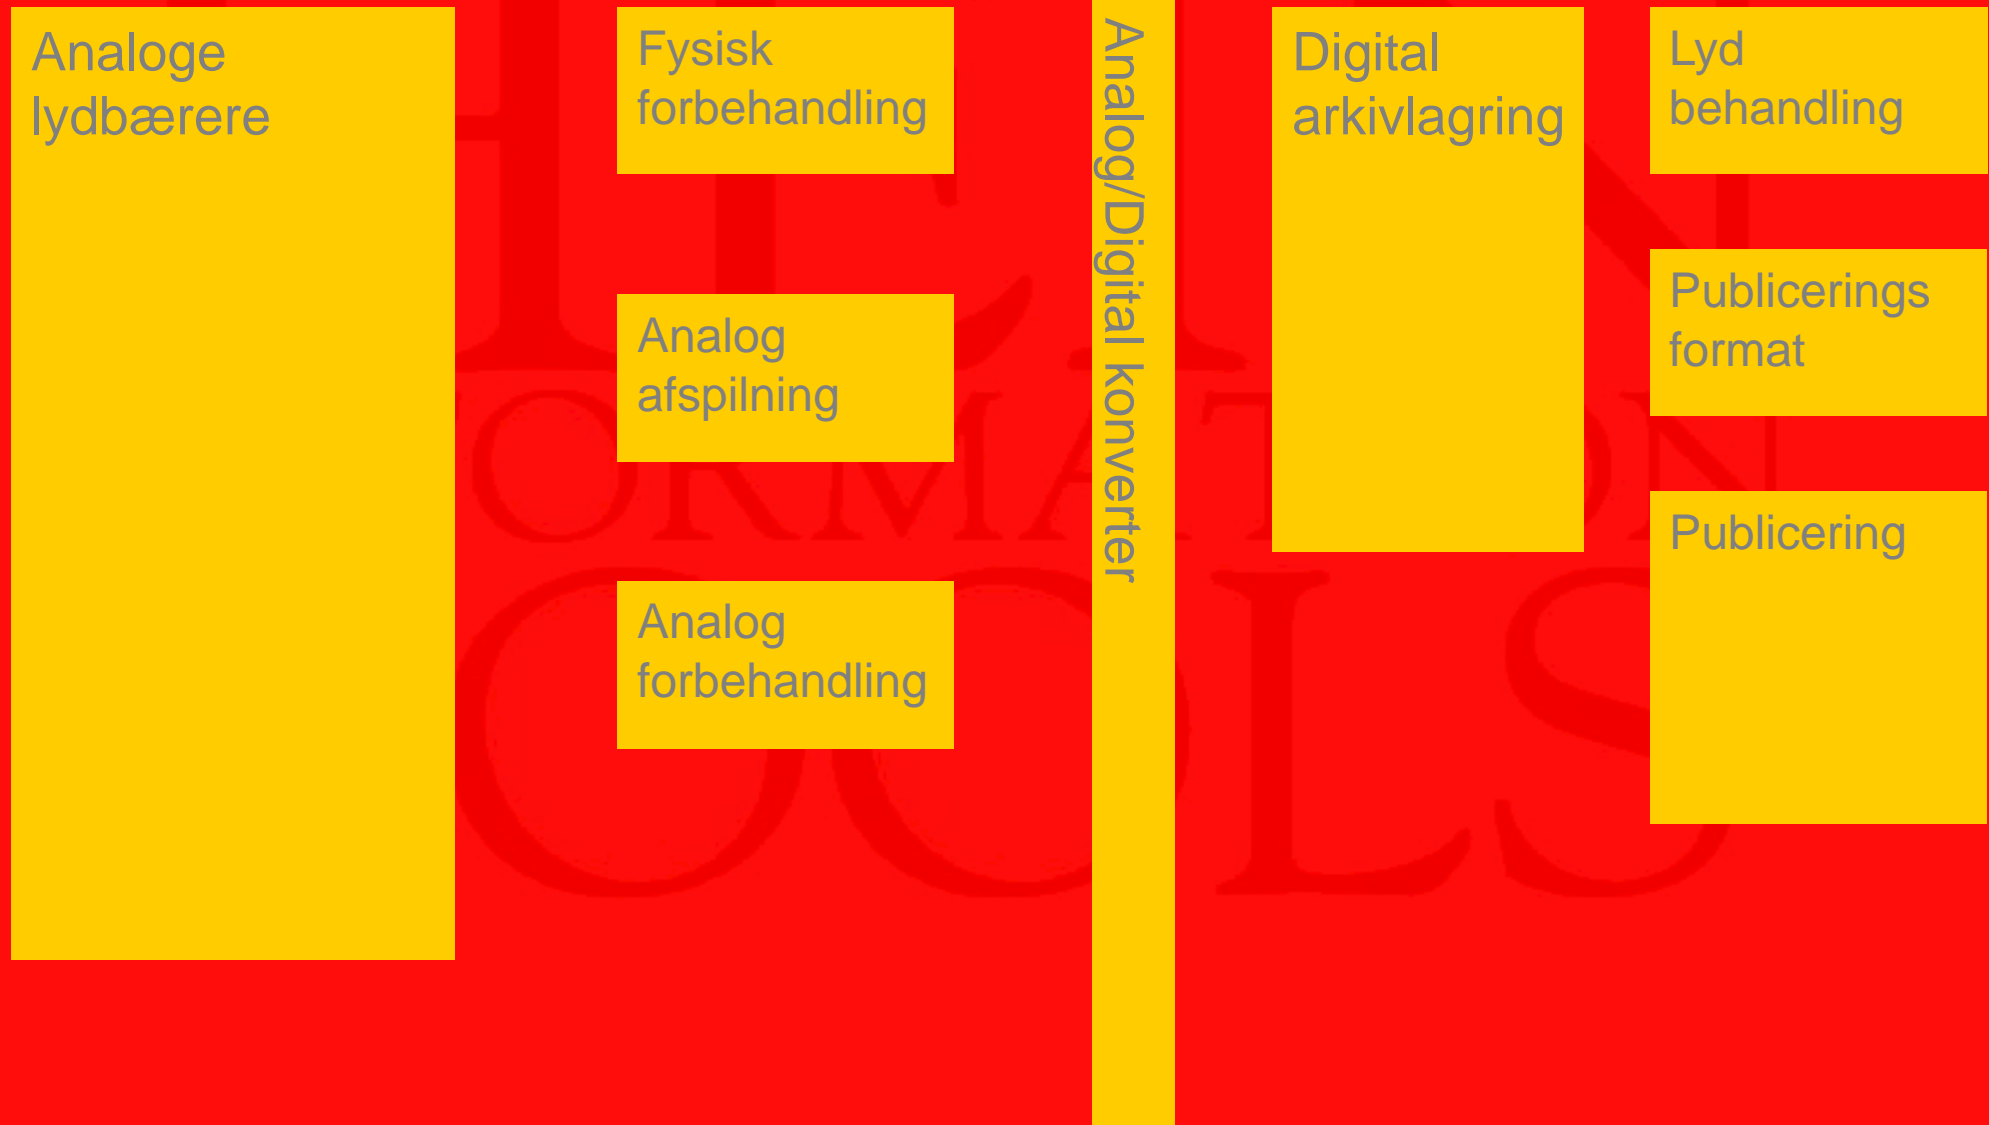 Analoge
lydbærere
Fysisk
forbehandling
Analog
afspilning
Analog
forbehandling
Analog/Digital konverter
Digital
arkivlagring
Lyd
behandling
Publicerings
format
Publicering